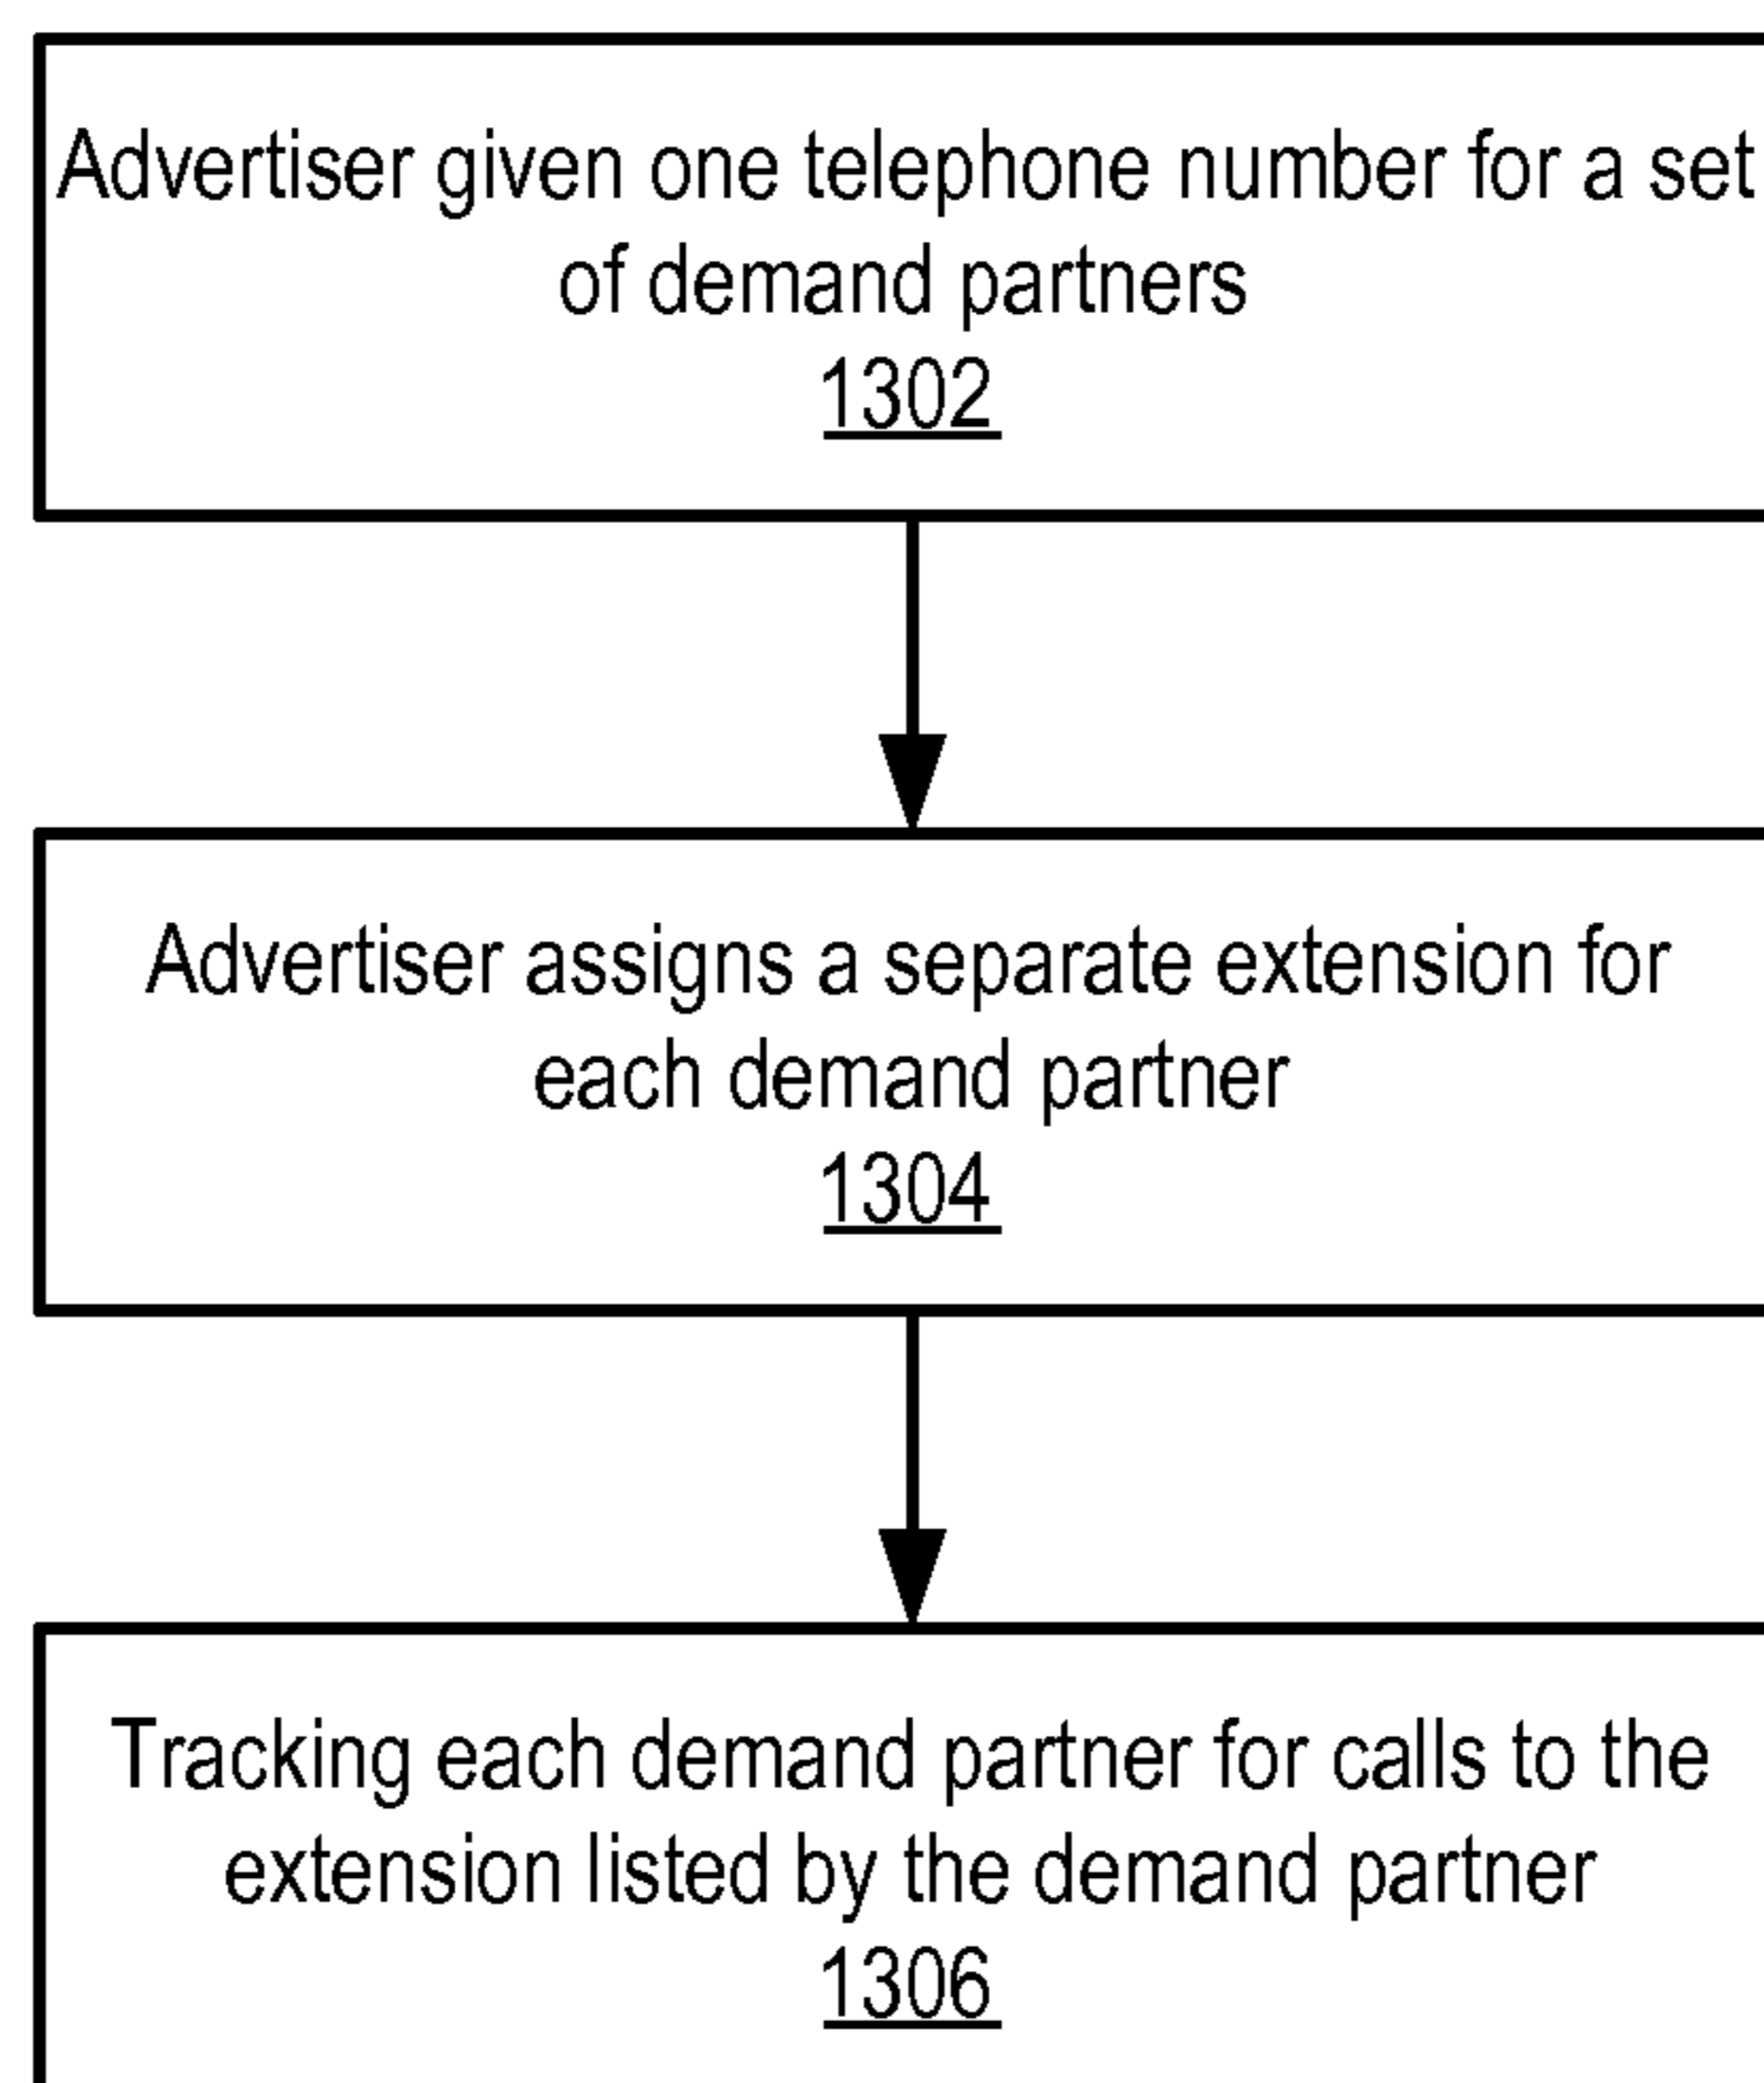 Advertiser given one telephone number for a set
of demand partners
1302
Advertiser assigns a separate extension for
each demand partner
1304
Tracking each demand partner for calls to the
extension listed by the demand partner
1306